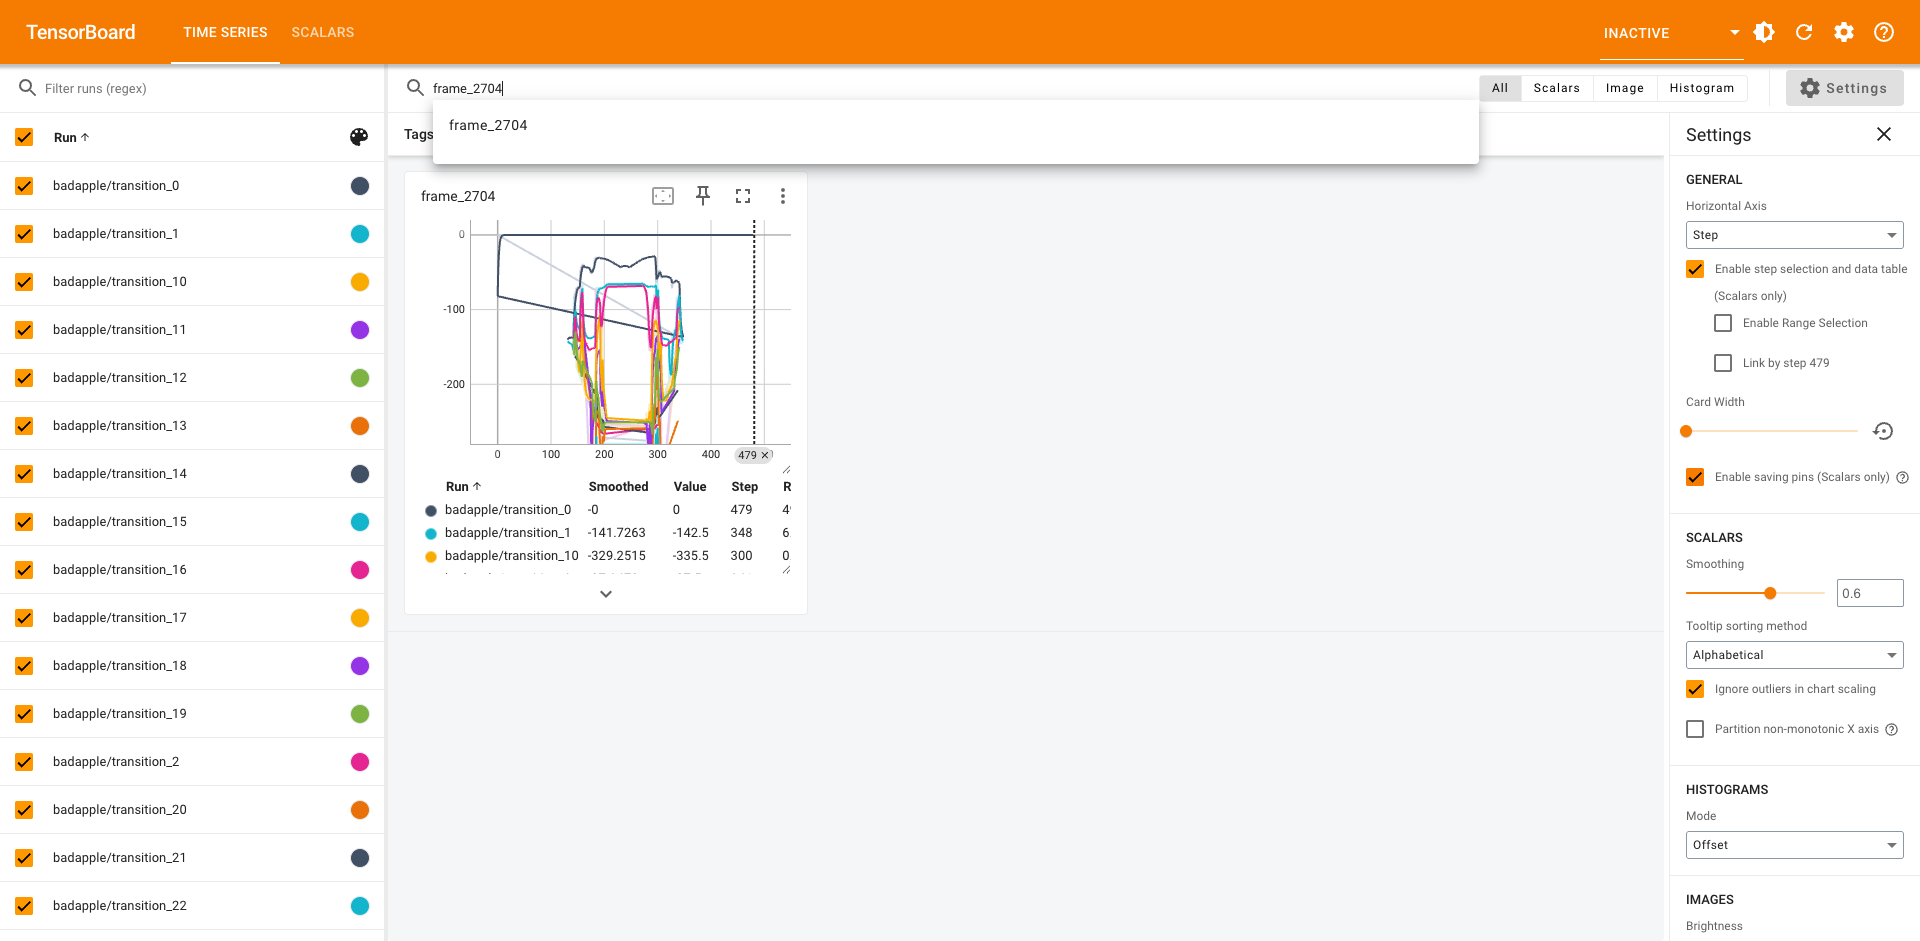 TensorBoard
TIME SERIES
SCALARS
INACTIVE
Filter runs (regex)
Run
badapple/transition_0
badapple/transition_1
badapple/transition_10
badapple/transition_11
badapple/transition_12
badapple/transition_13
badapple/transition_14
badapple/transition_15
badapple/transition_16
badapple/transition_17
badapple/transition_18
badapple/transition_19
badapple/transition_2
badapple/transition_20
badapple/transition_21
badapple/transition_22
frame_2704
All Scalars Image Histogram
Settings
frame_2704
Tags
frame_2704
0
-100
-200
0 100 200 300 400 479
Run Smoothed Value Step R
badapple/transition_0 -0 0 479
badapple/transition_1 -141.7263 -142.5 348 6
badapple/transition_10 -329.2515 -335.5 300 0
Settings
GENERAL
Horizontal Axis
Step
Enable step selection and data table
(Scalars only)
Enable Range Selection
Link by step 479
Card Width
Enable saving pins (Scalars only)
SCALARS
Smoothing
0.6
Tooltip sorting method
Alphabetical
Ignore outliers in chart scaling
Partition non-monotonic X axis
HISTOGRAMS
Mode
Offset
IMAGES
Brightness